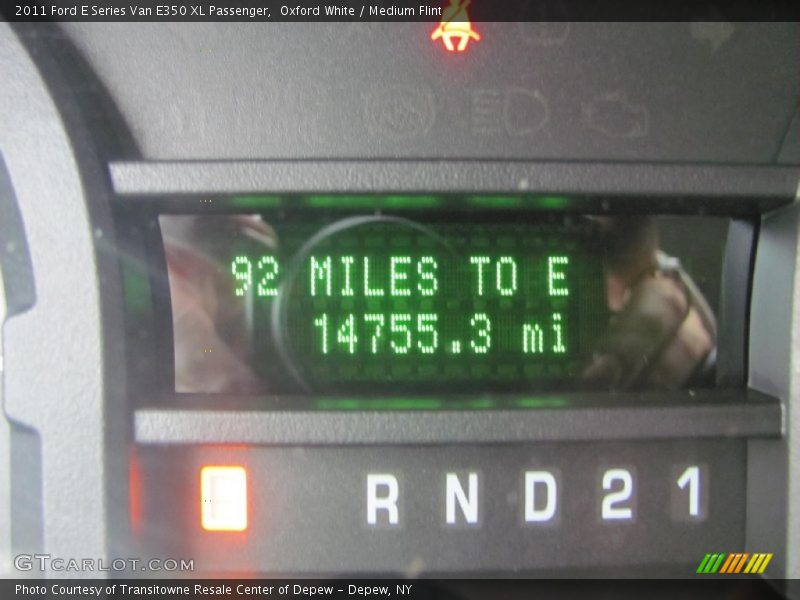 2011 Ford E Series Van E350 XL Passenger,  Oxford White / Medium Flint
92 MILES TO E
14755.3 mi
R N D 2 1
GTCARLOT.COM
Photo Courtesy of Transitowne Resale Center of Depew – Depew, NY